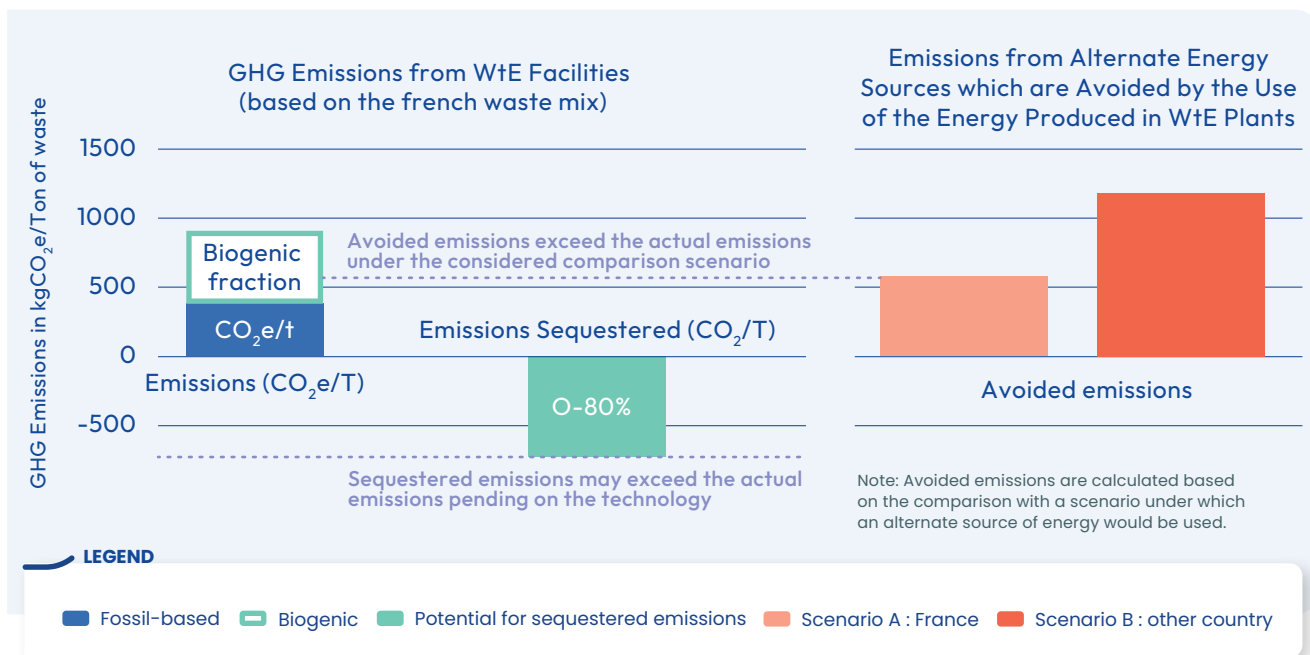 GHG Emissions from WtE Facilities
(based on the french waste mix)
Emissions from Alternate Energy
Sources which are Avoided by the Use
of the Energy Produced in WtE Plants
GHG Emissions in kgCO2e/Ton of waste
1500
1000
500
0
-500
Biogenic
fraction
CO2e/t
Emissions (CO2e/T)
Avoided emissions exceed the actual emissions
under the considered comparison scenario
Emissions Sequestered (CO2/T)
O-80%
Sequestered emissions may exceed the actual
emissions pending on the technology
Avoided emissions
Note: Avoided emissions are calculated based
on the comparison with a scenario under which
an alternate source of energy would be used.
LEGEND
Fossil-based
Biogenic
Potential for sequestered emissions
Scenario A : France
Scenario B : other country